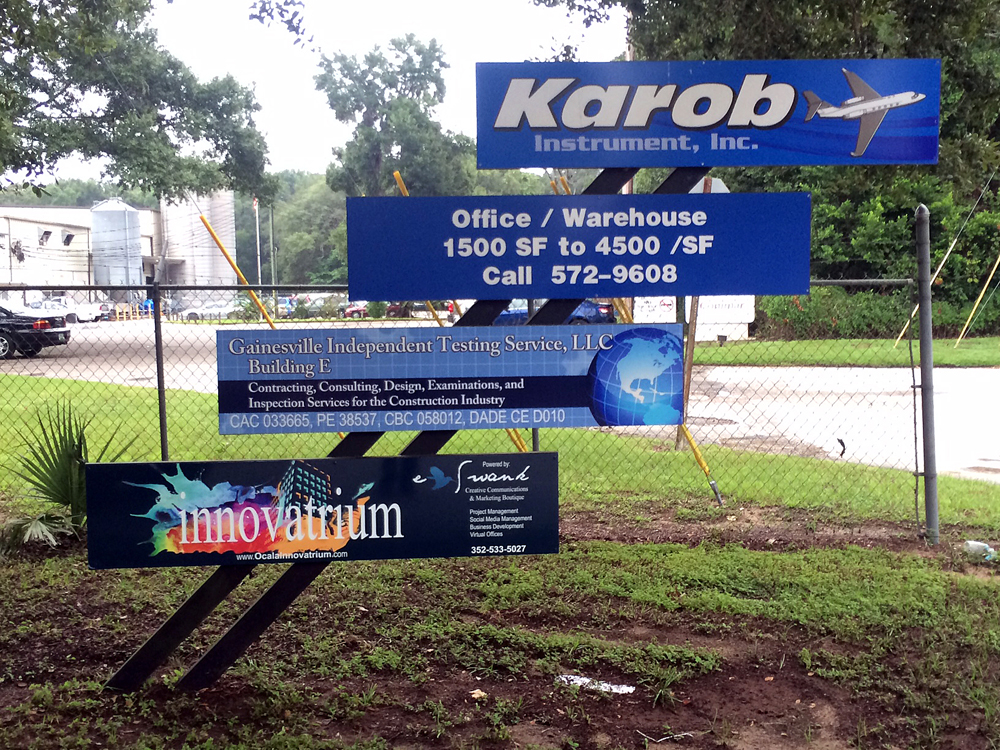 Karob
Instrument, Inc.
Office / Warehouse
1500 SF to 4500 /SF
Call 572-9608
Gainesville Independent Testing Service, LLC
Building E
Contracting, Consulting, Design, Examinations, and
Inspection Services for the Construction Industry
CAC 033665, PE 38537, CBC 058012, DADE CE D010
innovatrium
www.OcalaInnovatrium.com
Powered by:
e Swank
Creative Communications
& Marketing Boutique
Project Management
Social Media Management
Business Development
Virtual Offices
352-533-5027